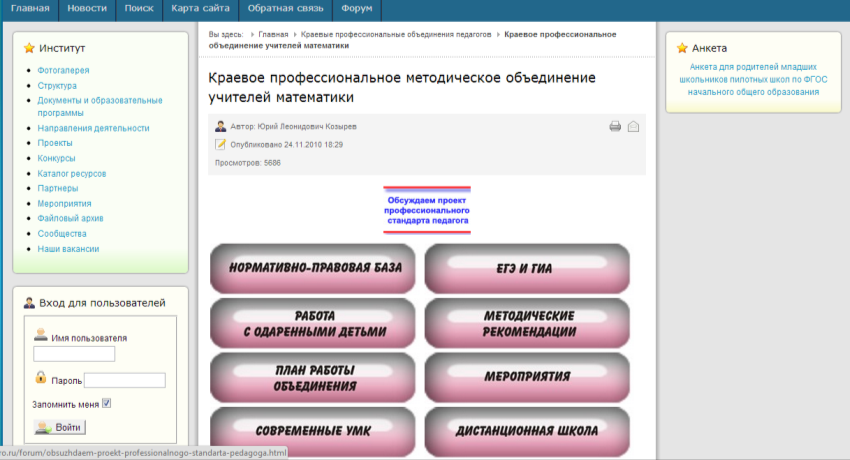 Главная Новости Поиск Карта сайта Обратная связь Форум
Институт
Фотогалерея
Структура
Документы и образовательные
программы
Направления деятельности
Проекты
Конкурсы
Каталог ресурсов
Партнеры
Мероприятия
Файловый архив
Сообщества
Наши вакансии
Вход для пользователей
Имя пользователя
Пароль
Запомнить меня
Войти
Вы здесь: Главная Краевые профессиональные объединения педагогов Краевое профессиональное
объединение учителей математики
Краевое профессиональное методическое объединение
учителей математики
Автор: Юрий Леонидович Козырев
Опубликовано 24.11.2010 18:29
Просмотров: 5686
Обсуждаем проект
профессионального
стандарта педагога
НОРМАТИВНО-ПРАВОВАЯ БАЗА
ЕГЭ И ГИА
РАБОТА
С ОДАРЕННЫМИ ДЕТЬМИ
МЕТОДИЧЕСКИЕ
РЕКОМЕНДАЦИИ
ПЛАН РАБОТЫ
ОБЪЕДИНЕНИЯ
МЕРОПРИЯТИЯ
СОВРЕМЕННЫЕ УМК
ДИСТАНЦИОННАЯ ШКОЛА
Анкета
Анкета для родителей младших
школьников пилотных школ по ФГОС
начального общего образования
ro.ru/forum/obsuzhdaem-proekt-professionalnogo-standarta-pedagoga.html